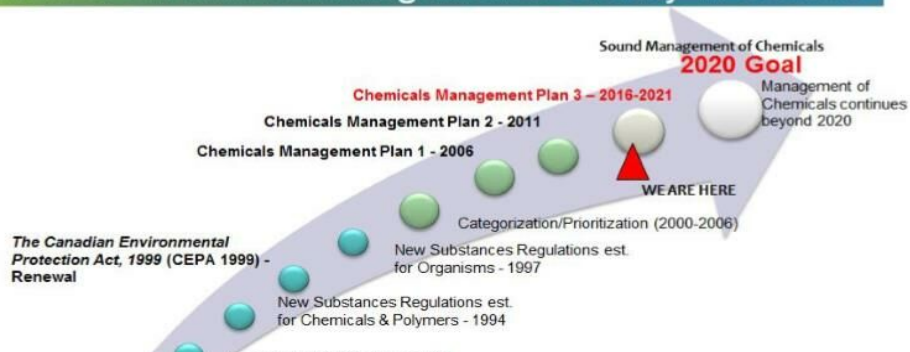 Sound Management of Chemicals
2020 Goal
Management of
Chemicals continues
beyond 2020
Chemicals Management Plan 3 – 2016-2021
Chemicals Management Plan 2 - 2011
Chemicals Management Plan 1 - 2006
WE ARE HERE
Categorization/Prioritization (2000-2006)
The Canadian Environmental
Protection Act, 1999 (CEPA 1999) -
Renewal
New Substances Regulations est.
for Organisms - 1997
New Substances Regulations est.
for Chemicals & Polymers - 1994